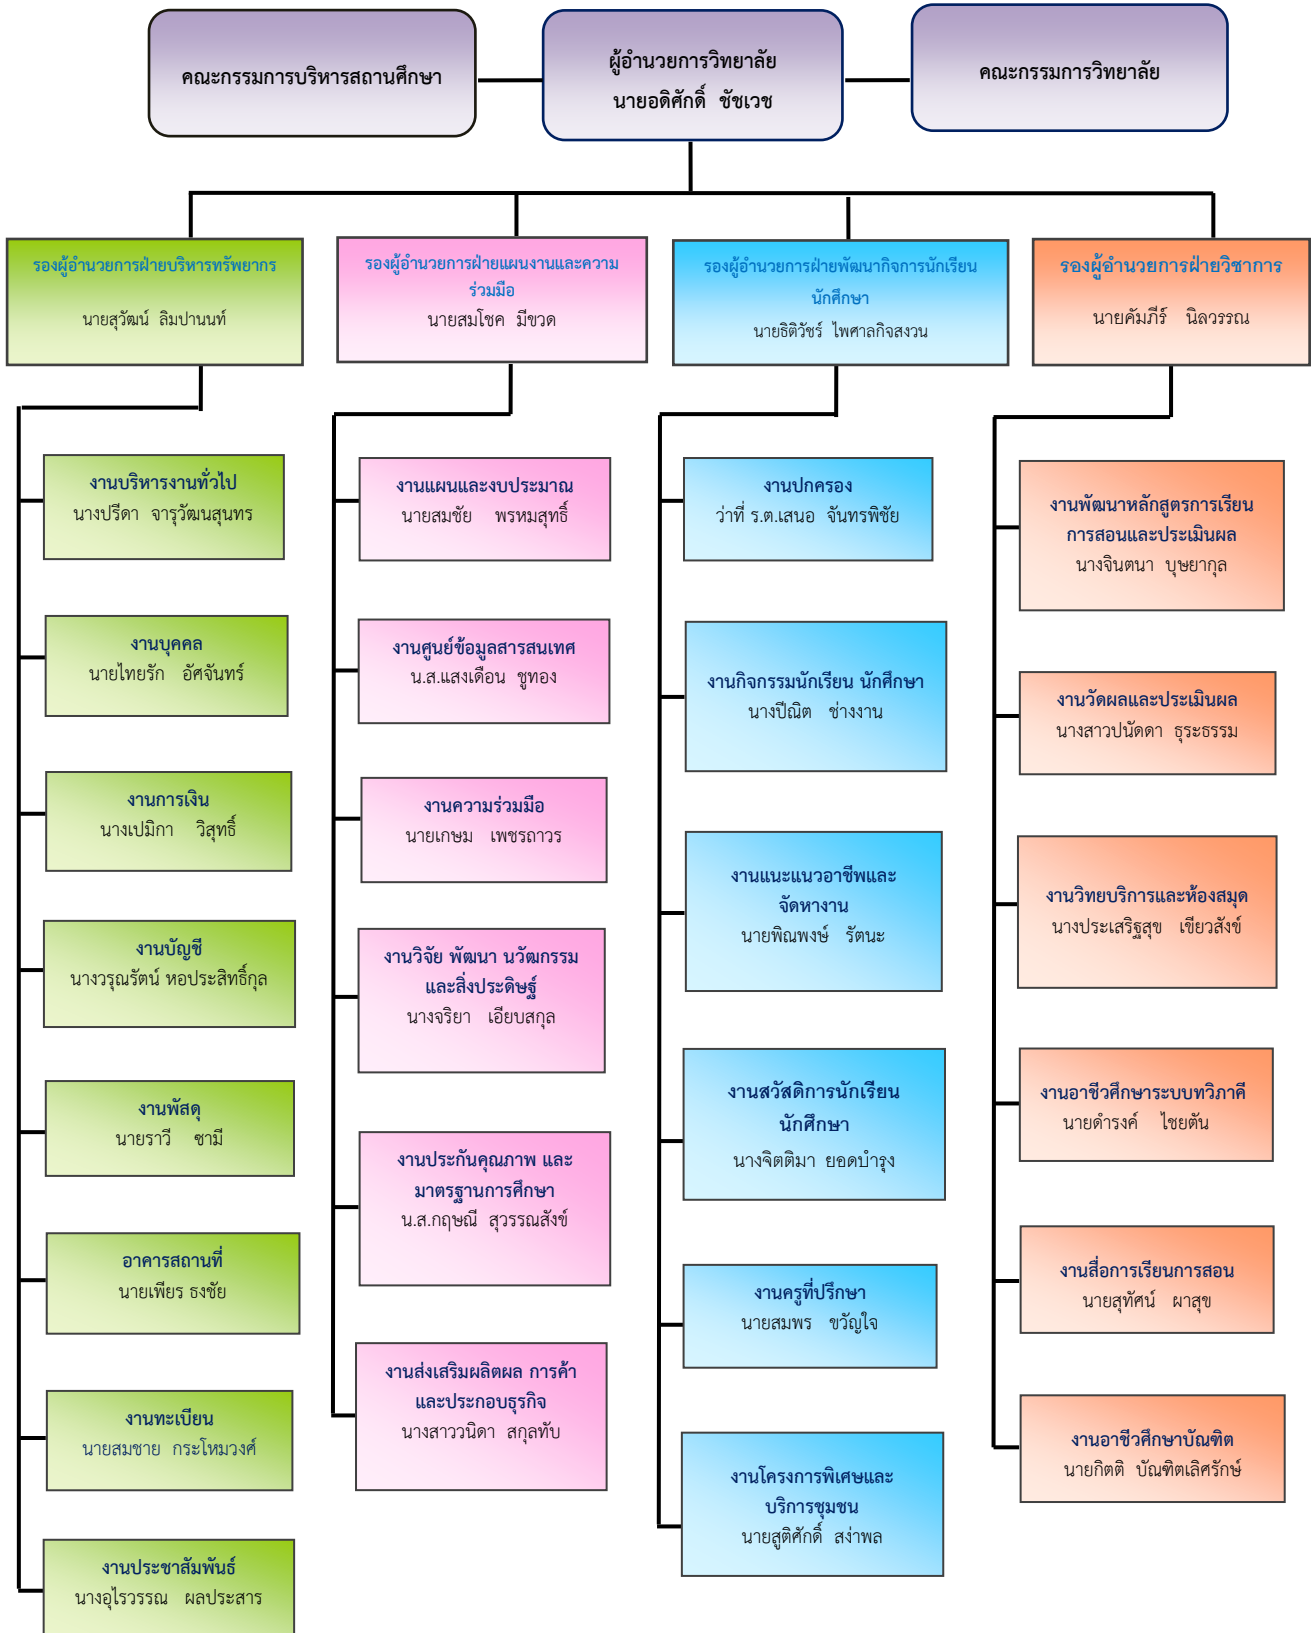 คณะกรรมการบริหารสถานศึกษา
ผู้อำนวยการวิทยาลัย
นายอดิศักดิ์ ชัชเวช
คณะกรรมการวิทยาลัย
รองผู้อำนวยการฝ่ายบริหารทรัพยากร
นายสุวัฒน์ ลิมปานนท์
รองผู้อำนวยการฝ่ายแผนงานและความ
ร่วมมือ
นายสมโชค มีขวด
รองผู้อำนวยการฝ่ายพัฒนากิจการนักเรียน
นักศึกษา
นายธิติวัชร์ ไพศาลกิจสงวน
รองผู้อำนวยการฝ่ายวิชาการ
นายคัมภีร์ นิลวรรณ
งานบริหารงานทั่วไป
นางปรีดา จารุวัฒนสุนทร
งานบุคคล
นายไทยรัก อัศจันทร์
งานการเงิน
นางเปมิกา วิสุทธิ์
งานบัญชี
นางวรุณรัตน์ หอประสิทธิ์กุล
งานพัสดุ
นายราวี ซามี
อาคารสถานที่
นายเพียร ธงชัย
งานทะเบียน
นายสมชาย กระโหมวงศ์
งานประชาสัมพันธ์
นางอุไรวรรณ ผลประสาร
งานแผนและงบประมาณ
นายสมชัย พรหมสุทธิ์
งานศูนย์ข้อมูลสารสนเทศ
น.ส.แสงเดือน ชูทอง
งานความร่วมมือ
นายเกษม เพชรถาวร
งานวิจัย พัฒนา นวัฒกรรม
และสิ่งประดิษฐ์
นางจริยา เอียบสกุล
งานประกันคุณภาพ และ
มาตรฐานการศึกษา
น.ส.กฤษณี สุวรรณสังข์
งานส่งเสริมผลิตผล การค้า
และประกอบธุรกิจ
นางสาววนิดา สกุลทับ
งานปกครอง
ว่าที่ ร.ต.เสนอ จันทรพิชัย
งานกิจกรรมนักเรียน นักศึกษา
นางปีณิต ช่างงาน
งานแนะแนวอาชีพและ
จัดหางาน
นายพิณพงษ์ รัตนะ
งานสวัสดิการนักเรียน
นักศึกษา
นางจิตติมา ยอดบำรุง
งานครูที่ปรึกษา
นายสมพร ขวัญใจ
งานโครงการพิเศษและ
บริการชุมชน
นายสูติศักดิ์ สง่าพล
งานพัฒนาหลักสูตรการเรียน
การสอนและประเมินผล
นางจินตนา บุษยากุล
งานวัดผลและประเมินผล
นางสาวปนัดดา ธุระธรรม
งานวิทยบริการและห้องสมุด
นางประเสริฐสุข เขียวสังข์
งานอาชีวศึกษาระบบทวิภาคี
นายดำรงค์ ไชยตัน
งานสื่อการเรียนการสอน
นายสุทัศน์ ผาสุข
งานอาชีวศึกษาบัณฑิต
นายกิตติ บัณฑิตเลิศรักษ์